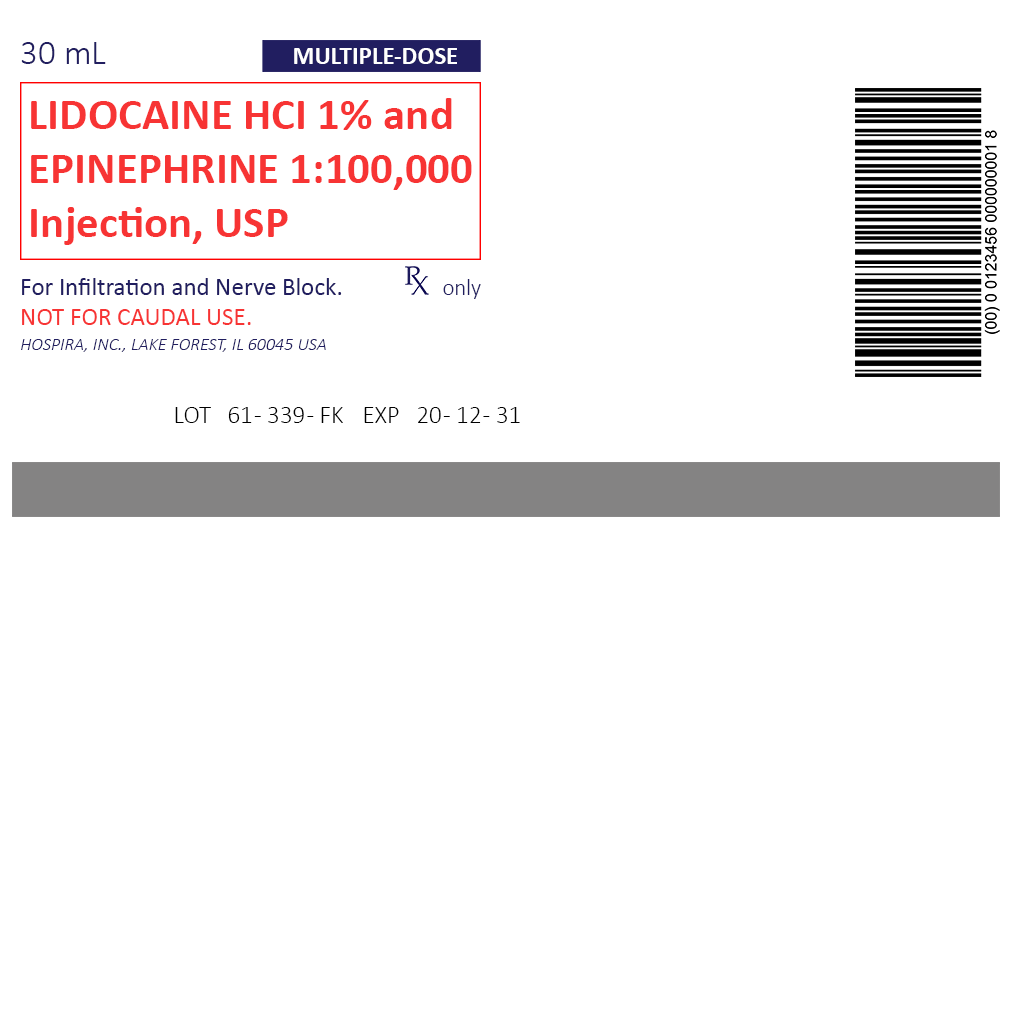 30 mL
MULTIPLE-DOSE
LIDOCAINE HCI 1% and
EPINEPHRINE 1:100,000
Injection, USP
For Infiltration and Nerve Block.
Rx only
NOT FOR CAUDAL USE.
HOSPIRA, INC., LAKE FOREST, IL 60045 USA
LOT 61-339-FK EXP 20-12-31
(00) 0 0123456 000000001 8